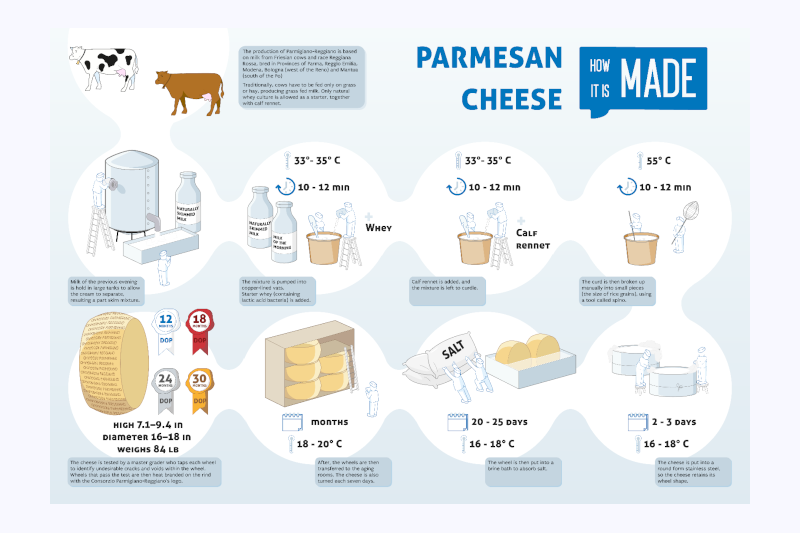 The production of Parmigiano-Reggiano is based
on milk from Friesian cows and race Reggiana
Rossa, bred in Provinces of Parma, Reggio Emilia,
Modena, Bologna (west of the Reno) and Mantua
(south of the Po)
Traditionally, cows have to be fed only on grass
or hay, producing grass fed milk. Only natural
whey culture is allowed as a starter, together
with calf rennet.
PARMESAN
CHEESE
HOW
IT IS
MADE
NATURALLY
SKIMMED
MILK
Milk of the previous evening
is held in large tanks to allow
the cream to separate,
resulting a part skim mixture.
33°- 35° C
10 - 12 min
NATURALLY
SKIMMED
MILK
MILK
OF THE
MORNING
+
Whey
The mixture is pumped into
copper-lined vats.
Starter whey (containing
lactic acid bacteria) is added.
33°- 35° C
10 - 12 min
+
Calf
rennet
Calf rennet is added, and
the mixture is left to curdle.
55° C
10 - 12 min
The curd is then broken up
manually into small pieces
(the size of rice grains), using
a tool called spino.
2 - 3 days
16 - 18° C
The cheese is put into a
round form stainless steel,
so the cheese retains its
wheel shape.
SALT
20 - 25 days
16 - 18° C
The wheel is then put into a
brine bath to absorb salt.
months
18 - 20° C
After, the wheels are then
transferred to the aging
rooms. The cheese is also
turned each seven days.
12
MONTHS
DOP
18
MONTHS
DOP
24
MONTHS
DOP
30
MONTHS
DOP
high 7.1–9.4 in
diameter 16–18 in
weighs 84 lb
The cheese is tested by a master grader who taps each wheel
to identify undesirable cracks and voids within the wheel.
Wheels that pass the test are then heat branded on the rind
with the Consorzio Parmigiano-Reggiano's logo.